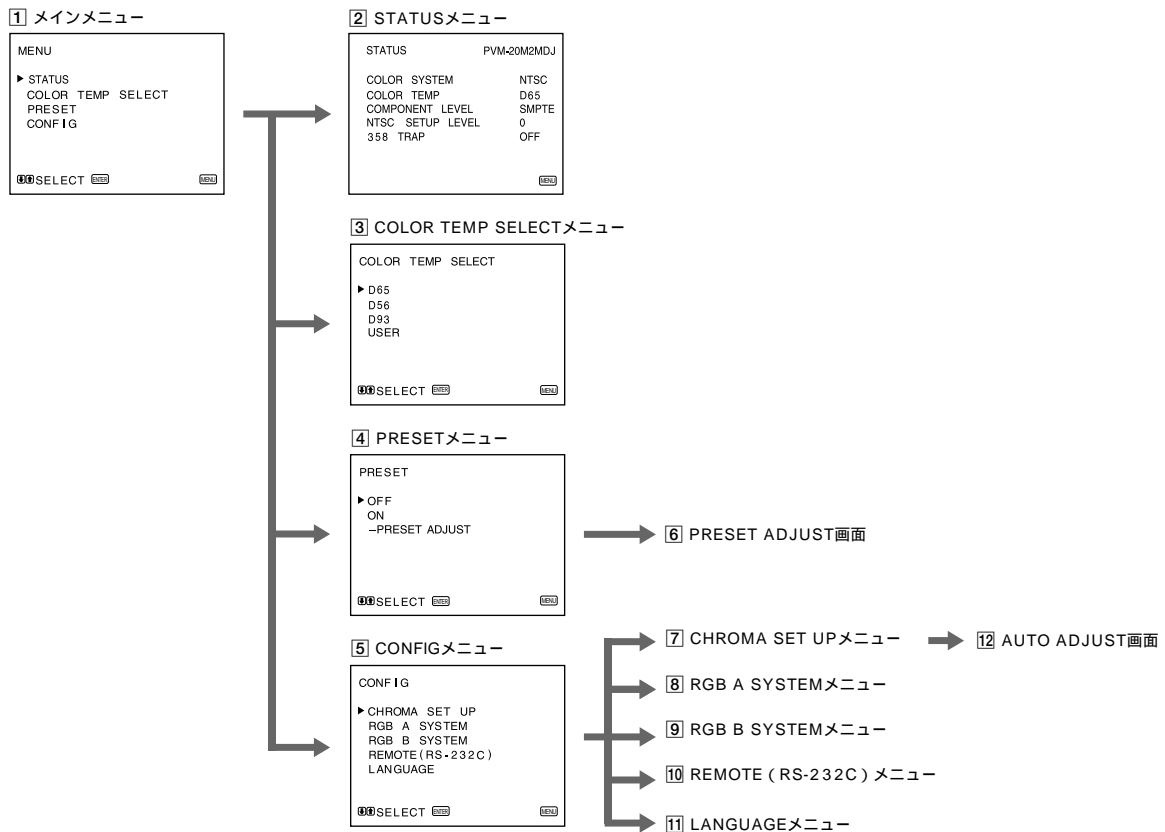 1 メインメニュー
MENU
▶ STATUS
COLOR TEMP SELECT
PRESET
CONFIG
⬇⬆SELECT ENTER MENU
2 STATUSメニュー
STATUS PVM-20M2MDJ
COLOR SYSTEM NTSC
COLOR TEMP D65
COMPONENT LEVEL SMPTE
NTSC SETUP LEVEL 0
358 TRAP OFF
MENU
3 COLOR TEMP SELECTメニュー
COLOR TEMP SELECT
▶ D65
D56
D93
USER
⬇⬆SELECT ENTER MENU
4 PRESETメニュー
PRESET
▶ OFF
ON
–PRESET ADJUST
⬇⬆SELECT ENTER MENU
6 PRESET ADJUST画面
5 CONFIGメニュー
CONFIG
▶ CHROMA SET UP
RGB A SYSTEM
RGB B SYSTEM
REMOTE(RS-232C)
LANGUAGE
⬇⬆SELECT ENTER MENU
7 CHROMA SET UPメニュー
12 AUTO ADJUST画面
8 RGB A SYSTEMメニュー
9 RGB B SYSTEMメニュー
10 REMOTE(RS-232C)メニュー
11 LANGUAGEメニュー